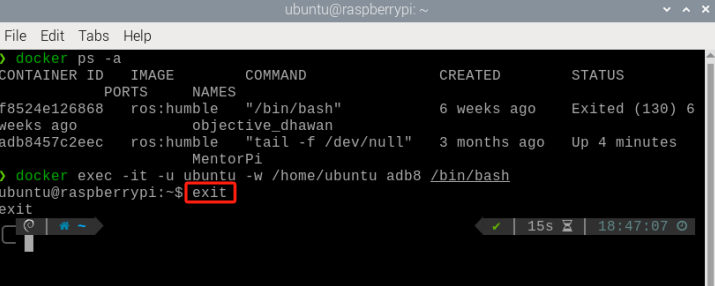 ubuntu@raspberrypi: ~
File Edit Tabs Help
❯ docker ps -a
CONTAINER ID IMAGE COMMAND CREATED STATUS
PORTS NAMES
f8524e126868 ros:humble "/bin/bash" 6 weeks ago Exited (130) 6
weeks ago objective_dhawan
adb8457c2eec ros:humble "tail -f /dev/null" 3 months ago Up 4 minutes
MentorPi
❯ docker exec -it -u ubuntu -w /home/ubuntu adb8 /bin/bash
ubuntu@raspberrypi:~$ exit
exit
~ ✔ 15s 18:47:07